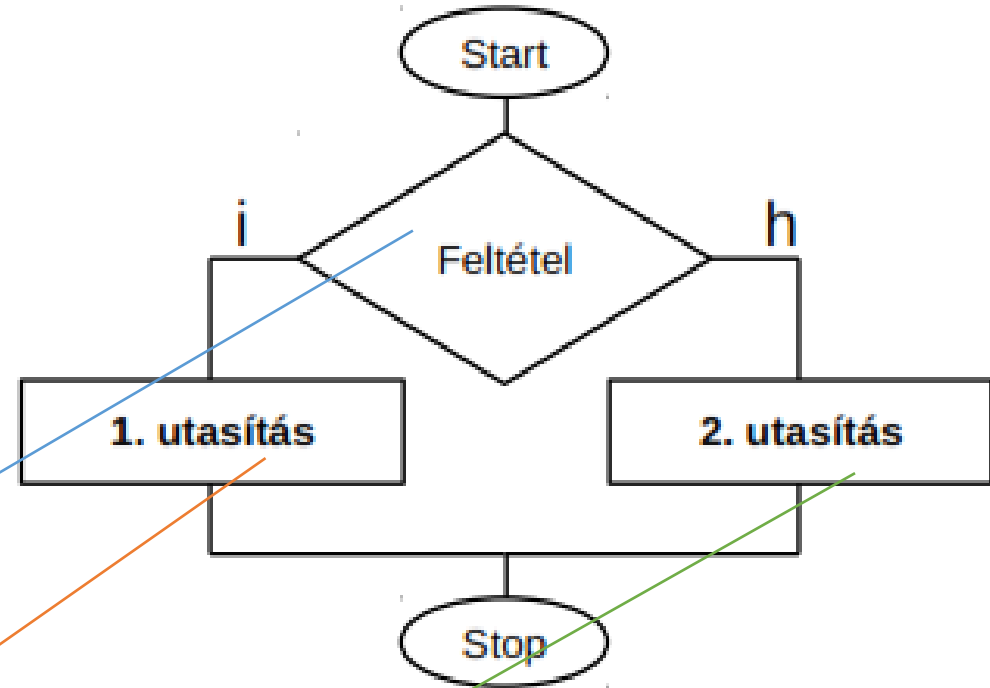 Start
i
h
Feltétel
1. utasítás
2. utasítás
Stop